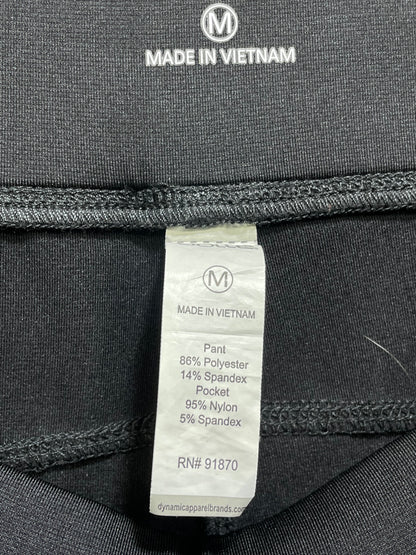 M
MADE IN VIETNAM
M
MADE IN VIETNAM
Pant
86% Polyester
14% Spandex
Pocket
95% Nylon
5% Spandex
RN# 91870
dynamicapparelbrands.com